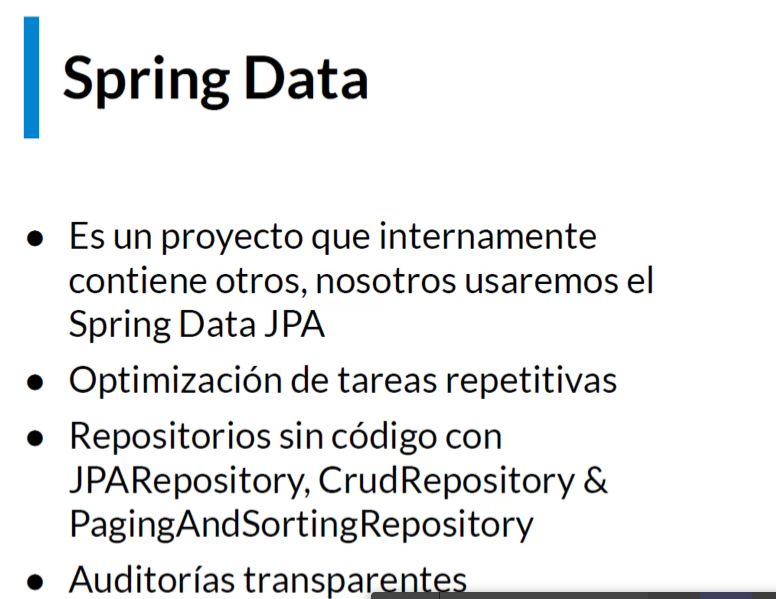 Spring Data
● Es un proyecto que internamente
contiene otros, nosotros usaremos el
Spring Data JPA
● Optimización de tareas repetitivas
● Repositorios sin código con
JPARepository, CrudRepository &
PagingAndSortingRepository
● Auditorías transparentes